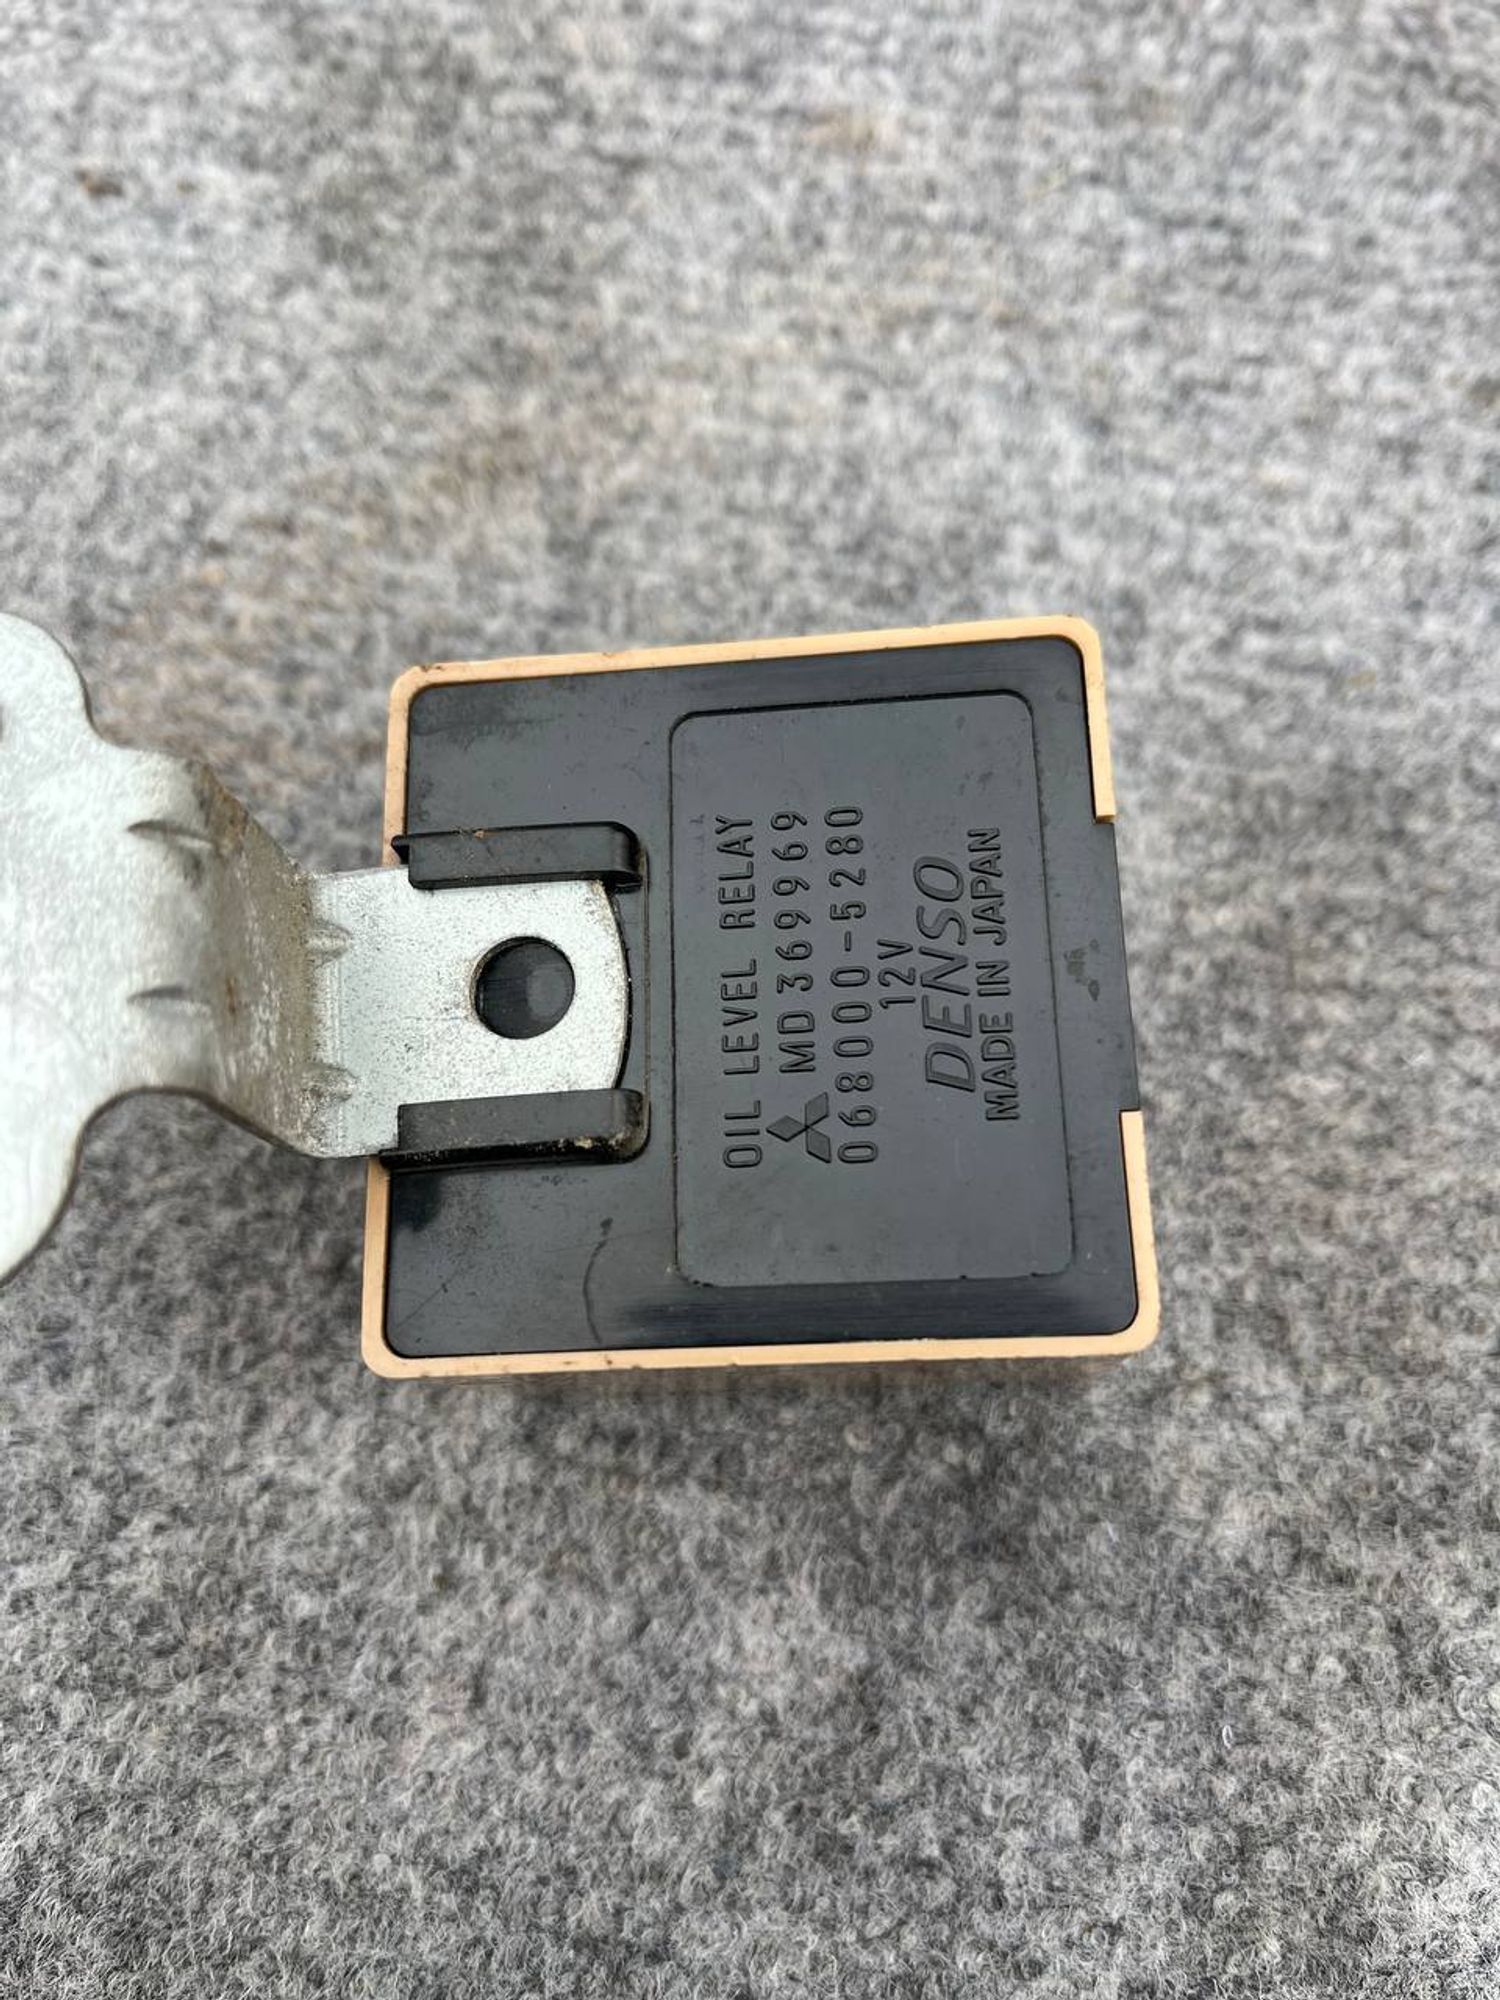 OIL LEVEL RELAY
MD369969
068000-5280
12V
DENSO
MADE IN JAPAN